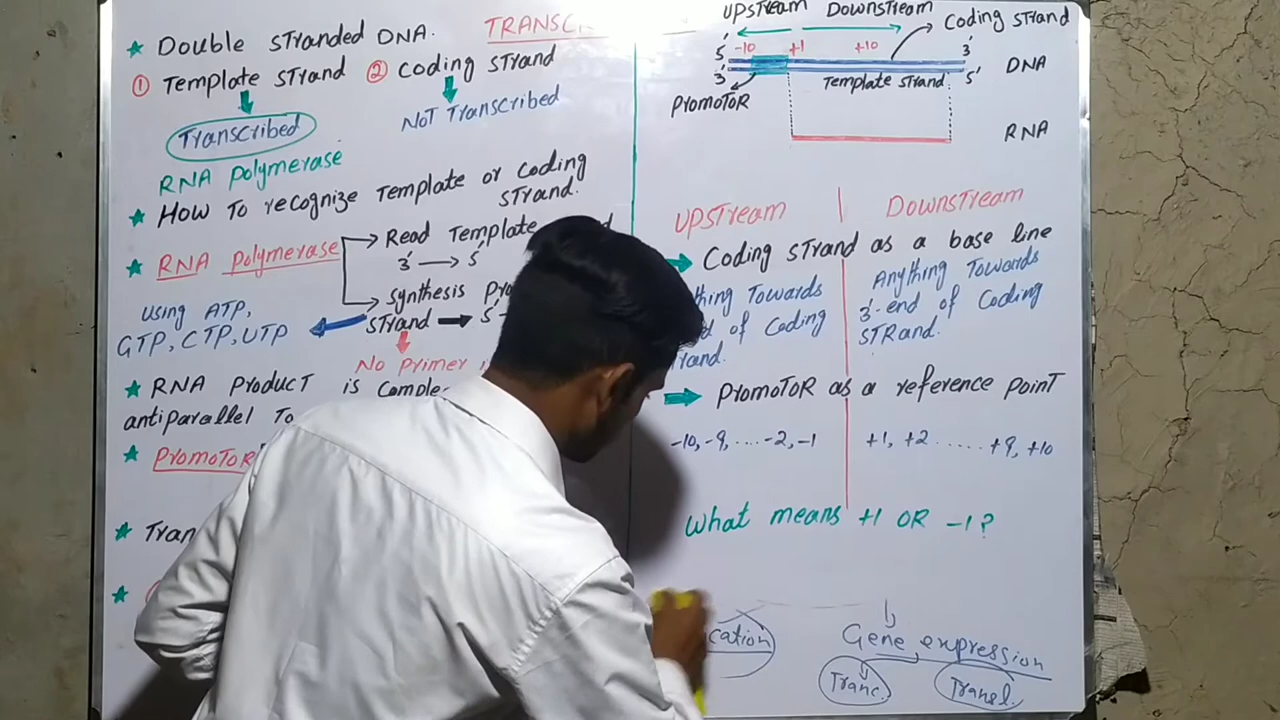 TRANSC
★ Double stranded DNA.
① Template strand ② Coding strand
Transcribed
Not Transcribed
RNA polymerase
★ How to recognize Template or Coding
strand.
★ RNA polymerase
Read Template
3' → 5'
Synthesis
strand → 5'
using ATP,
GTP, CTP, UTP
No primer
★ RNA product is
antiparallel To
★ Promotor
★
★
Upstream Downstream
Coding strand
5' -10 +1 +10 3'
DNA
3' Template strand. 5'
Promotor
RNA
Upstream | Downstream
→ Coding strand as a base line
Towards
of Coding
Anything Towards
3'-end of Coding
Strand.
→ Promotor as a reference point
-10, -9, .... -2, -1
+1, +2 ...... +9, +10
What means +1 OR -1?
Gene expression
Tranc. Transl.